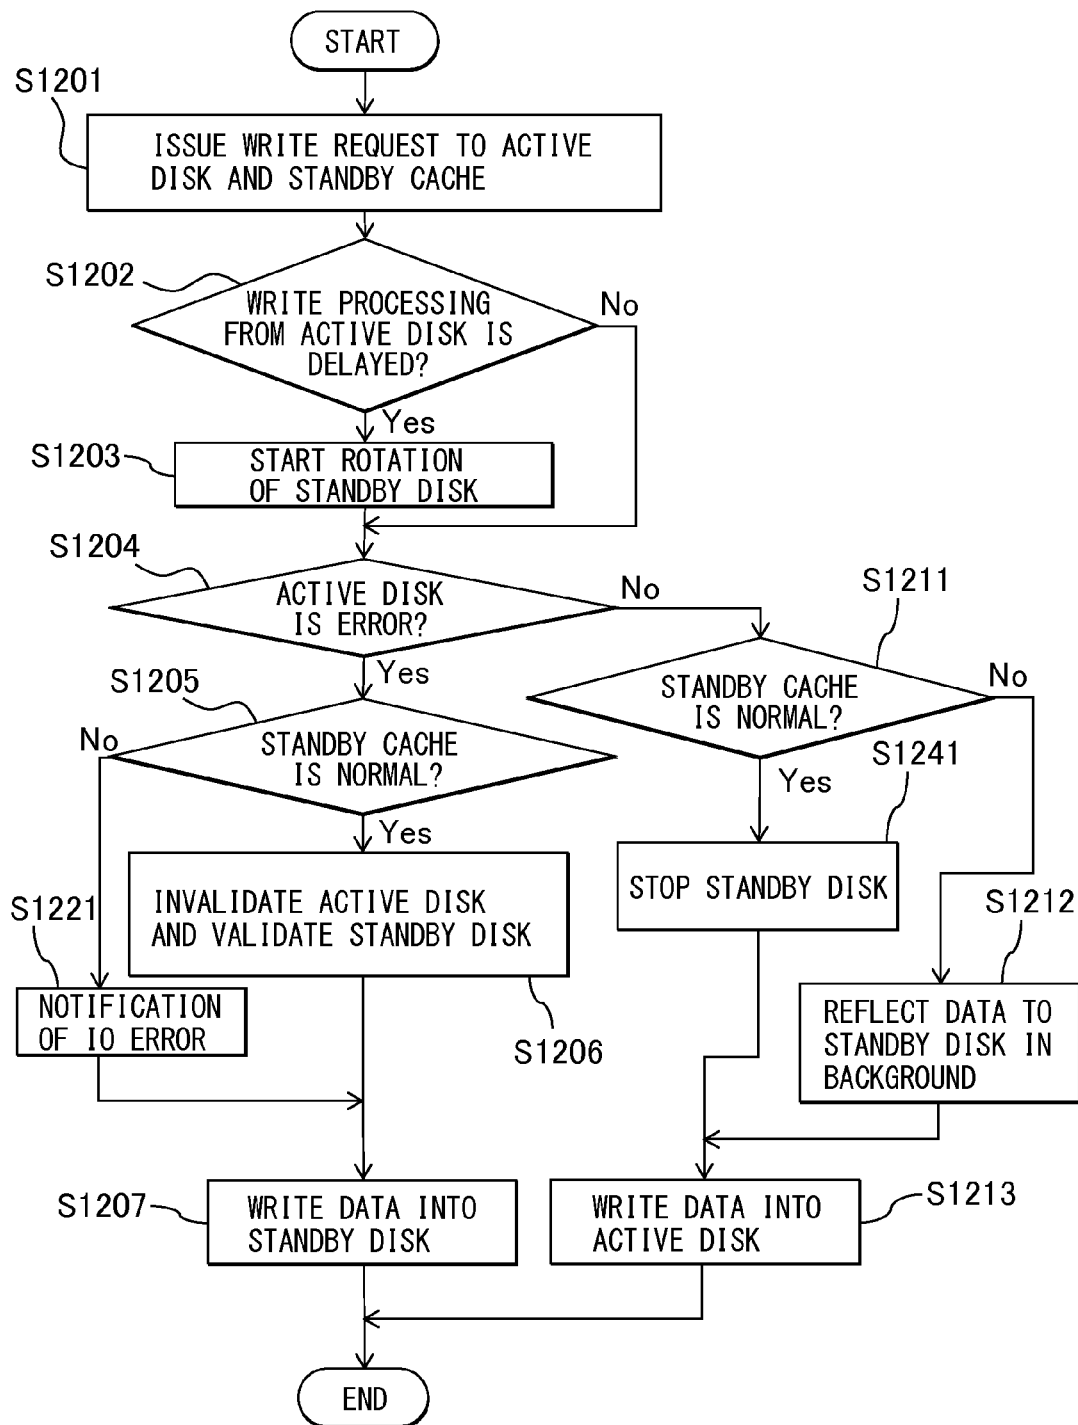 START
S1201
ISSUE WRITE REQUEST TO ACTIVE
DISK AND STANDBY CACHE
S1202
WRITE PROCESSING
FROM ACTIVE DISK IS
DELAYED?
No
Yes
S1203
START ROTATION
OF STANDBY DISK
S1204
ACTIVE DISK
IS ERROR?
No
Yes
S1211
STANDBY CACHE
IS NORMAL?
No
Yes
S1205
STANDBY CACHE
IS NORMAL?
No
Yes
S1241
STOP STANDBY DISK
INVALIDATE ACTIVE DISK
AND VALIDATE STANDBY DISK
S1206
S1221
NOTIFICATION
OF IO ERROR
S1212
REFLECT DATA TO
STANDBY DISK IN
BACKGROUND
S1207
WRITE DATA INTO
STANDBY DISK
WRITE DATA INTO
ACTIVE DISK
S1213
END